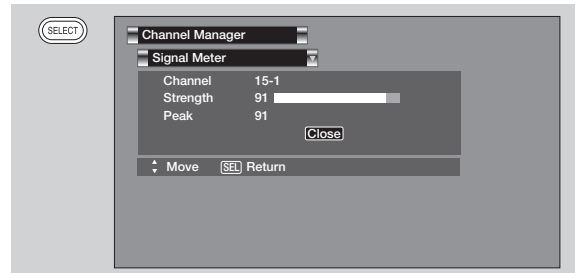 SELECT
Channel Manager
Signal Meter
Channel 15-1
Strength 91
Peak 91
Close
Move SEL Return